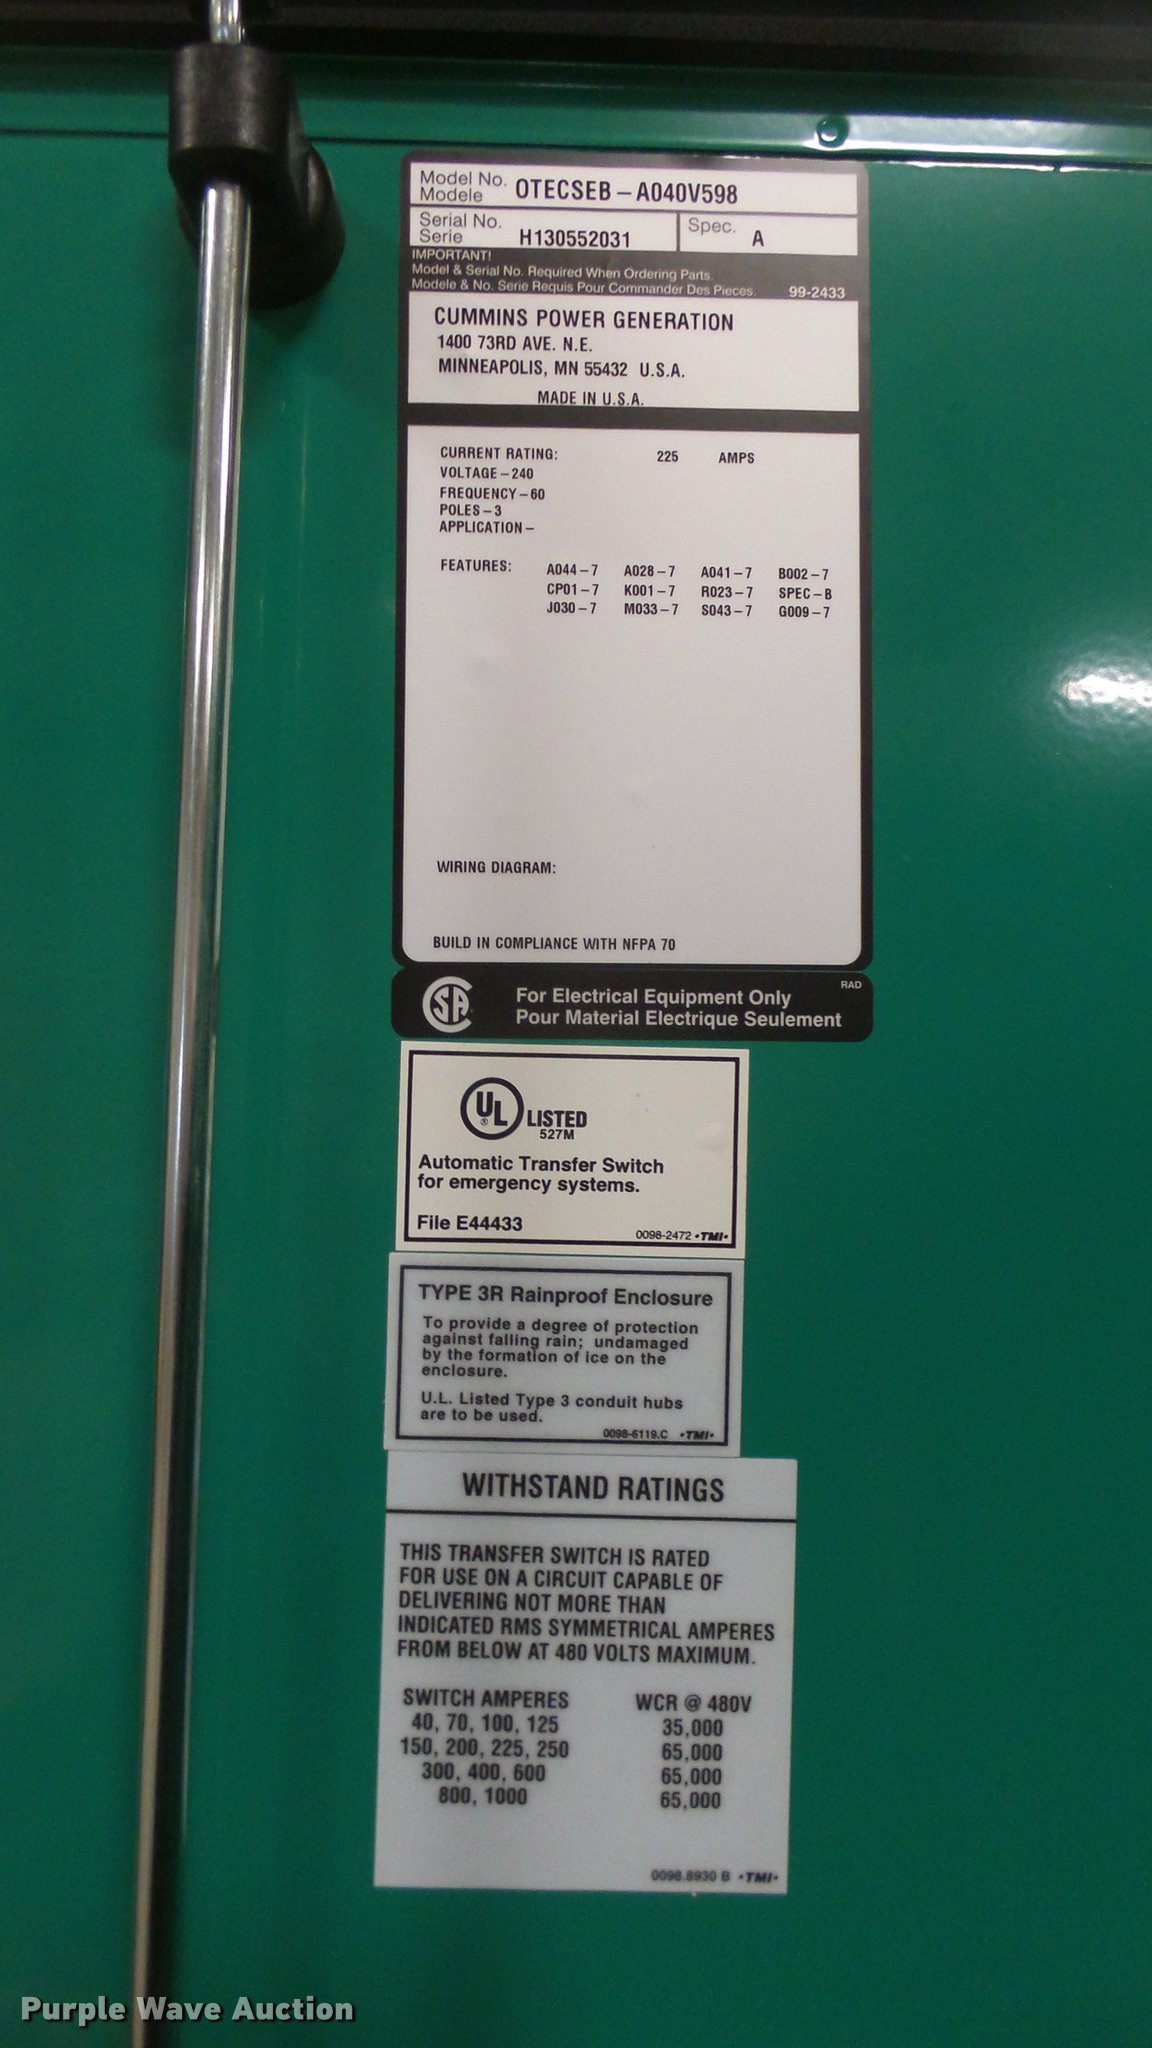 Model No. OTECSEB-A040V598
Modele
Serial No. H130552031 Spec. A
Serie
IMPORTANT!
Model & Serial No. Required When Ordering Parts.
Modele & No. Serie Requis Pour Commander Des Pieces. 99-2433
CUMMINS POWER GENERATION
1400 73RD AVE. N.E.
MINNEAPOLIS, MN 55432 U.S.A.
MADE IN U.S.A.
CURRENT RATING: 225 AMPS
VOLTAGE-240
FREQUENCY-60
POLES-3
APPLICATION-
FEATURES: A044-7 A028-7 A041-7 B002-7
CP01-7 K001-7 R023-7 SPEC-B
J030-7 M033-7 S043-7 G009-7
WIRING DIAGRAM:
BUILD IN COMPLIANCE WITH NFPA 70
RAD
SA For Electrical Equipment Only
Pour Material Electrique Seulement
UL ® LISTED
527M
Automatic Transfer Switch
for emergency systems.
File E44433
0098-2472 •TMI•
TYPE 3R Rainproof Enclosure
To provide a degree of protection
against falling rain; undamaged
by the formation of ice on the
enclosure.
U.L. Listed Type 3 conduit hubs
are to be used.
0098-6119.C •TMI•
WITHSTAND RATINGS
THIS TRANSFER SWITCH IS RATED
FOR USE ON A CIRCUIT CAPABLE OF
DELIVERING NOT MORE THAN
INDICATED RMS SYMMETRICAL AMPERES
FROM BELOW AT 480 VOLTS MAXIMUM.
SWITCH AMPERES WCR @ 480V
40, 70, 100, 125 35,000
150, 200, 225, 250 65,000
300, 400, 600 65,000
800, 1000 65,000
0098.8930 B •TMI•
Purple Wave Auction